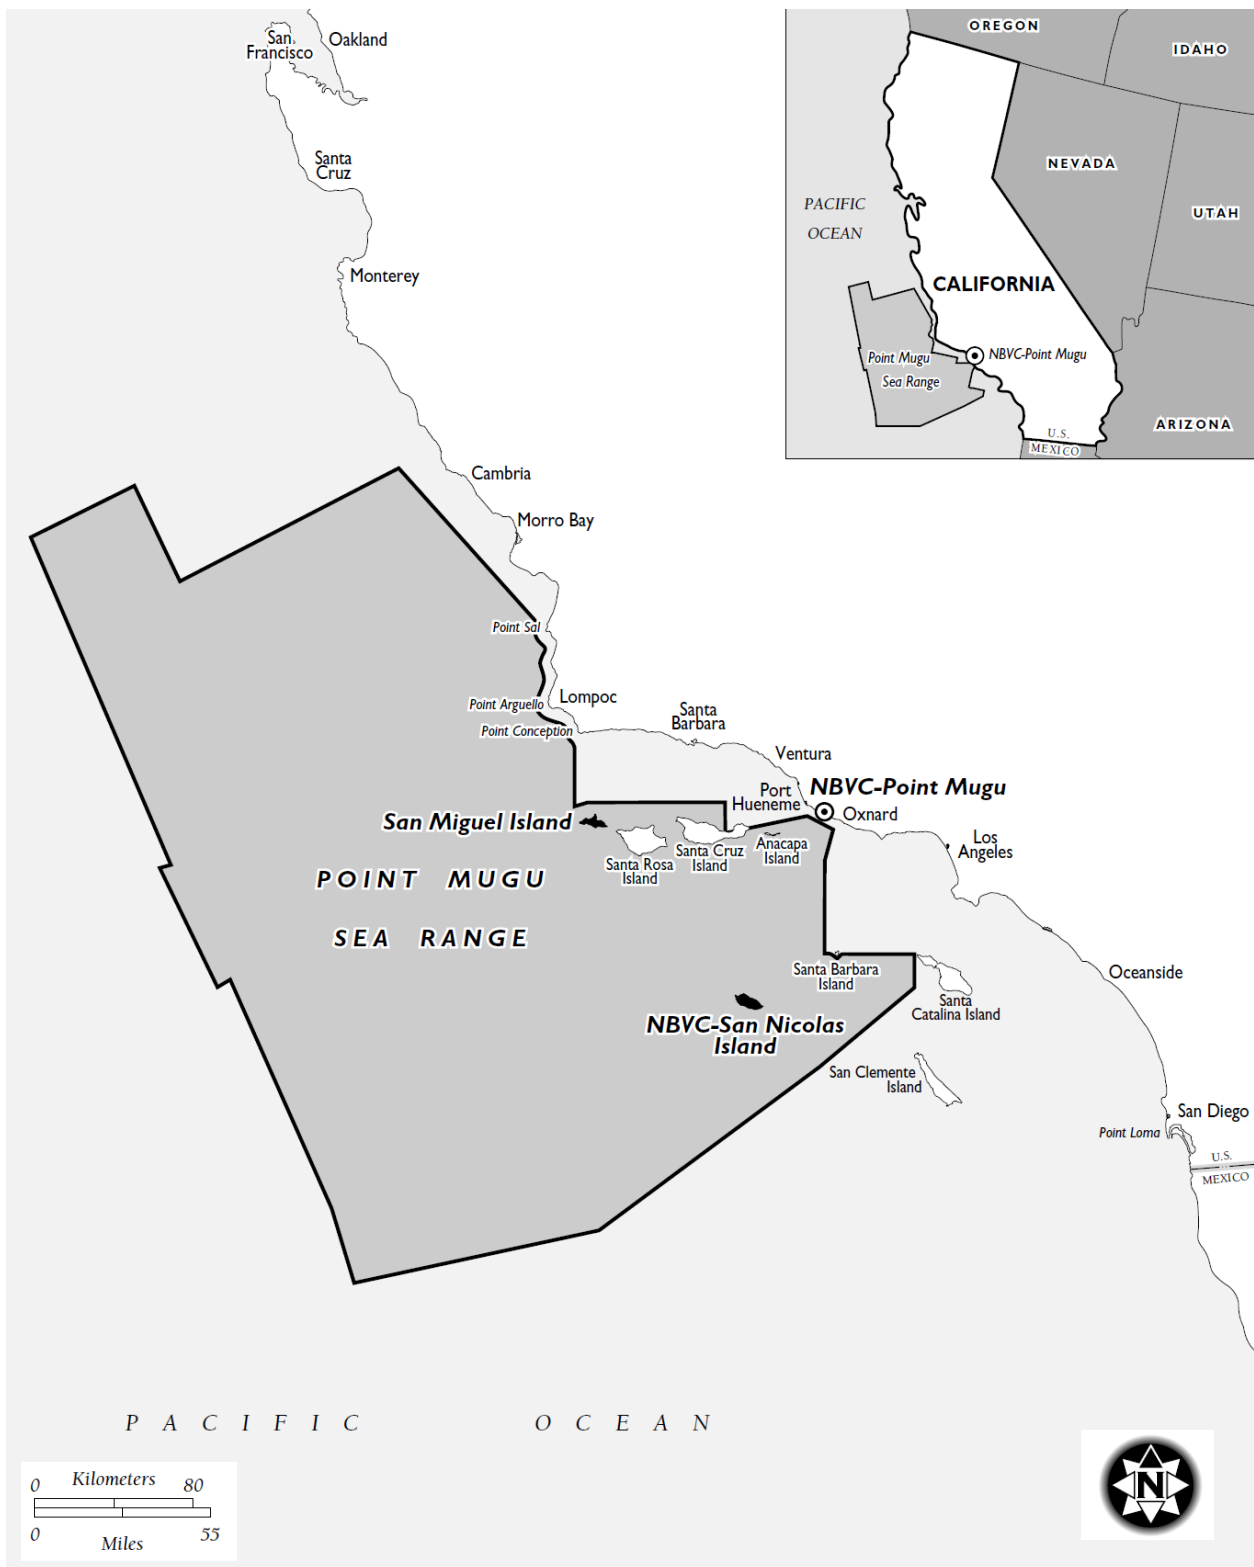 San
Francisco
Oakland
Santa
Cruz
Monterey
Cambria
Morro Bay
Point Sal
Point Arguello
Lompoc
Point Conception
Santa
Barbara
Ventura
Port
Hueneme
NBVC-Point Mugu
Oxnard
Los
Angeles
San Miguel Island
Santa Rosa
Island
Santa Cruz
Island
Anacapa
Island
POINT MUGU
SEA RANGE
Santa Barbara
Island
NBVC-San Nicolas
Island
Santa
Catalina Island
Oceanside
San Clemente
Island
San Diego
Point Loma
U.S.
MEXICO
PACIFIC OCEAN
0 Kilometers 80
0 Miles 55
N
OREGON
IDAHO
NEVADA
UTAH
PACIFIC
OCEAN
CALIFORNIA
NBVC-Point Mugu
Point Mugu
Sea Range
ARIZONA
U.S.
MEXICO